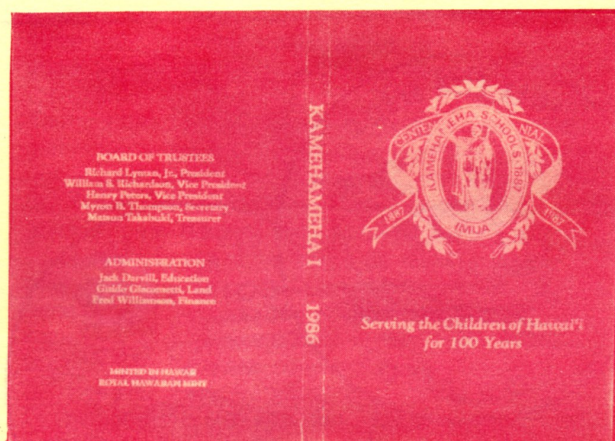 BOARD OF TRUSTEES
Richard Lyman, Jr., President
William S. Richardson, Vice President
Henry Peters, Vice President
Myron B. Thompson, Secretary
Matsuo Takabuki, Treasurer
ADMINISTRATION
Jack Darvill, Education
Guido Giacometti, Land
Fred Williamson, Finance
MINTED IN HAWAII
ROYAL HAWAIIAN MINT
KAMEHAMEHA I 1986
CENTENNIAL
KAMEHAMEHA SCHOOLS 1887
IMUA
1887
1987
Serving the Children of Hawai'i
for 100 Years